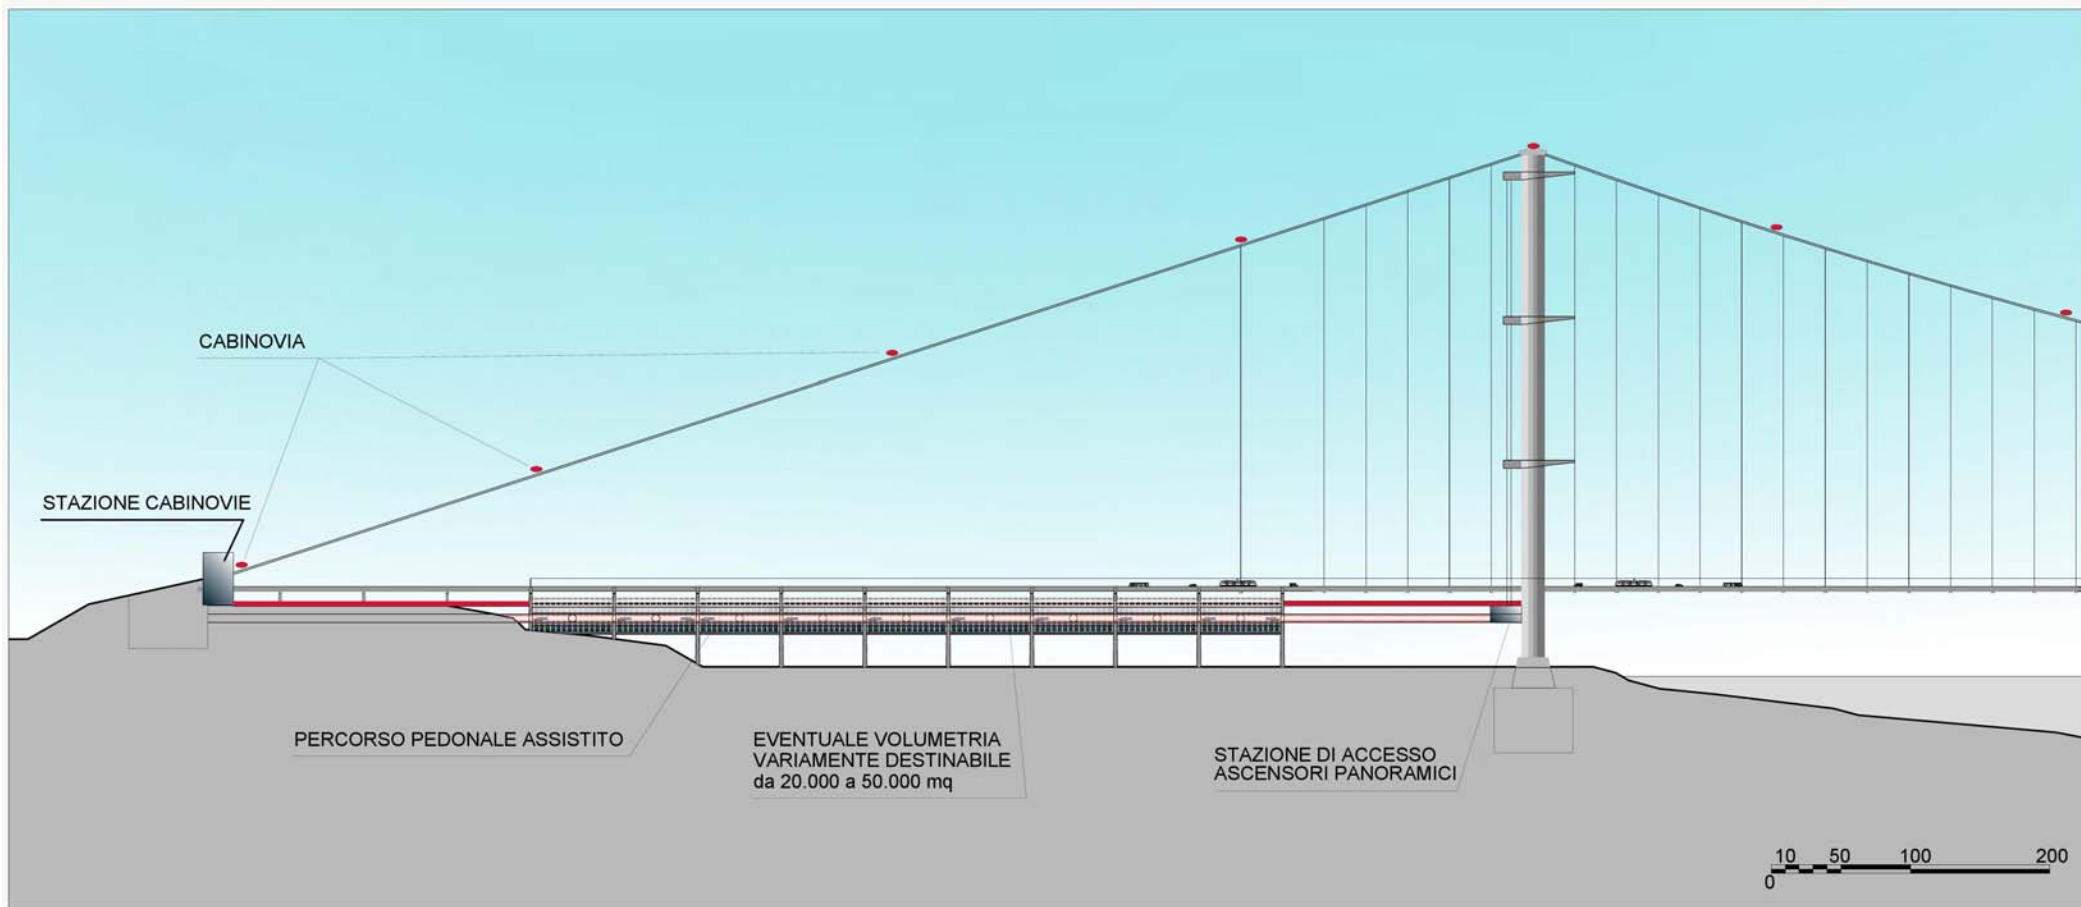 CABINOVIA
STAZIONE CABINOVIE
PERCORSO PEDONALE ASSISTITO
EVENTUALE VOLUMETRIA
VARIAMENTE DESTINABILE
da 20.000 a 50.000 mq
STAZIONE DI ACCESSO
ASCENSORI PANORAMICI
10 50 100 200
0